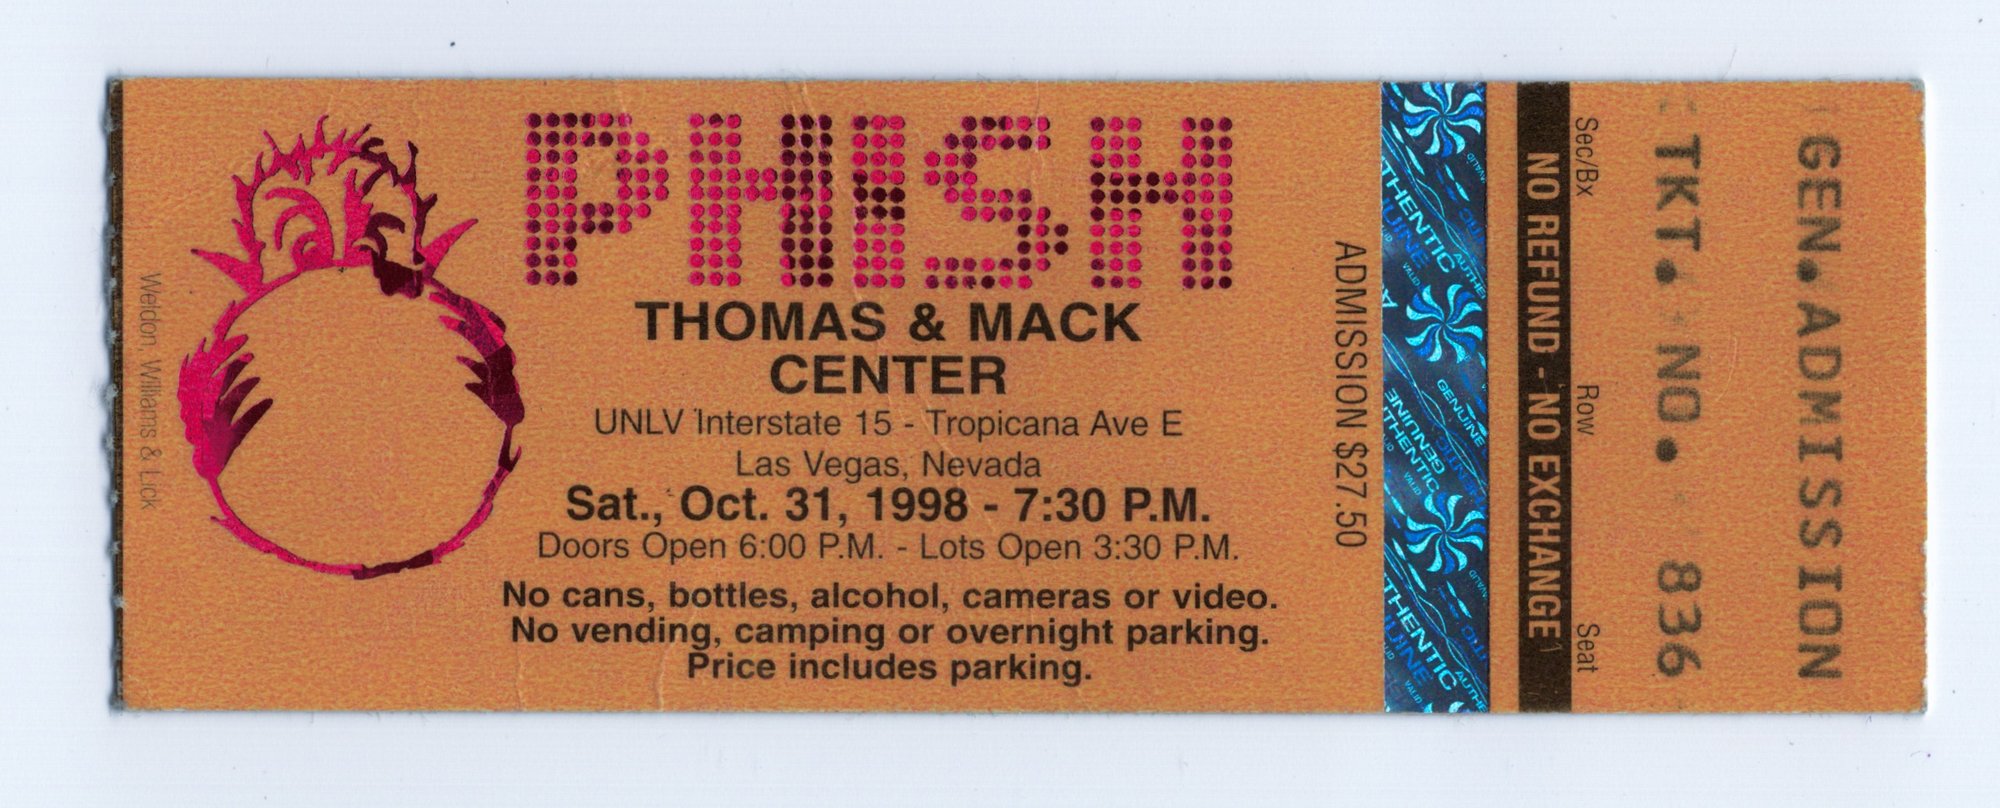 PHISH
THOMAS & MACK
CENTER
UNLV Interstate 15 - Tropicana Ave E
Las Vegas, Nevada
Sat., Oct. 31, 1998 - 7:30 P.M.
Doors Open 6:00 P.M. - Lots Open 3:30 P.M.
No cans, bottles, alcohol, cameras or video.
No vending, camping or overnight parking.
Price includes parking.
Weldon, Williams & Lick
ADMISSION $27.50
AUTHENTIC
GENUINE
VALID
NO REFUND - NO EXCHANGE
Sec/Bx Row Seat
TKT. NO. 836
GEN.ADMISSION